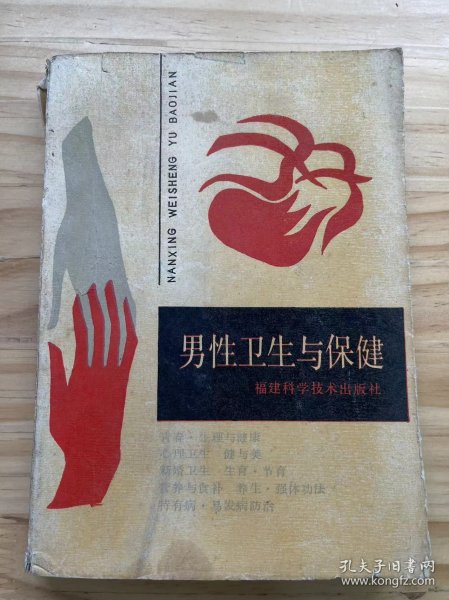 NANXING WEISHENG YU BAOJIAN
男性卫生与保健
福建科学技术出版社
青春·生理与健康
心理卫生 健与美
新婚卫生 生育·节育
营养与食补 养生·强体功法
特有病·易发病防治
孔夫子旧书网
www.kongfz.com